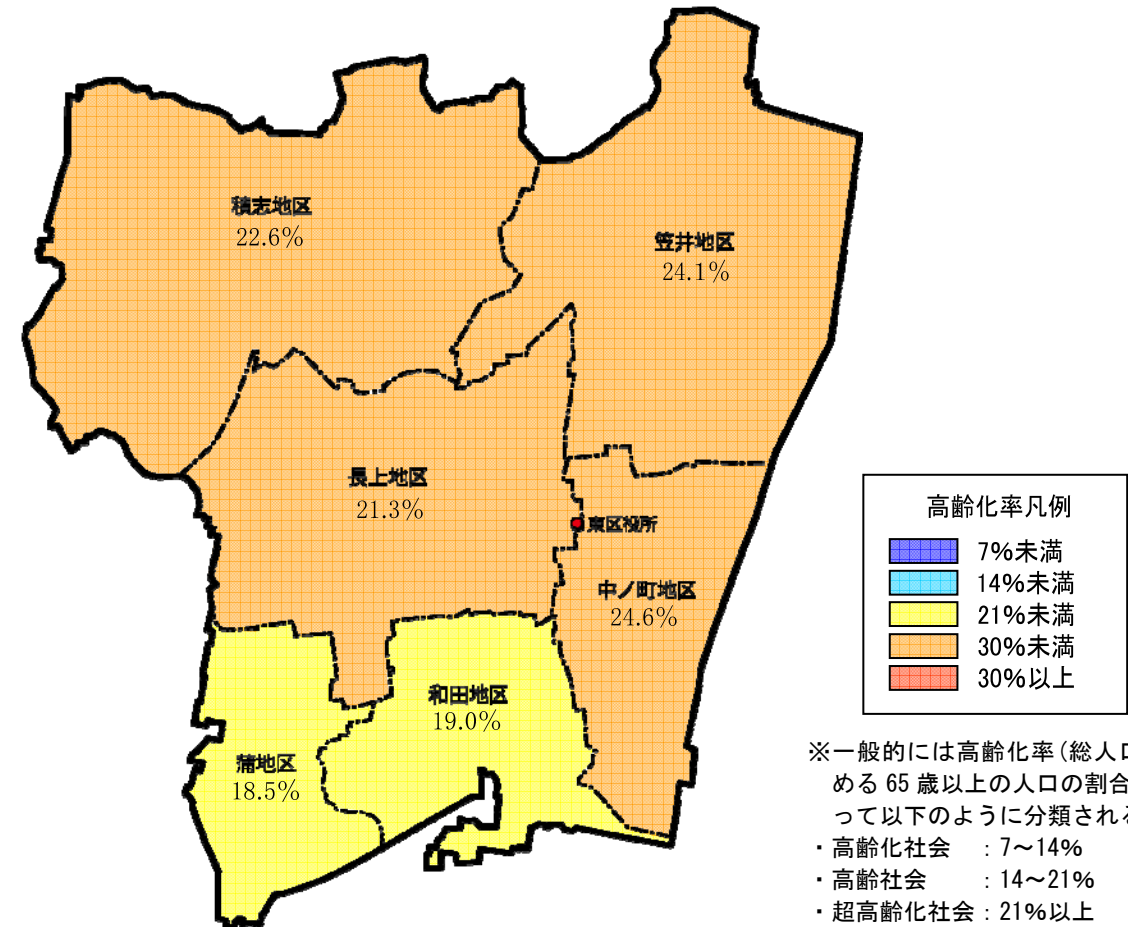 積志地区
22.6%
笠井地区
24.1%
長上地区
21.3%
東区役所
中ノ町地区
24.6%
和田地区
19.0%
蒲地区
18.5%
高齢化率凡例
7%未満
14%未満
21%未満
30%未満
30%以上
※一般的には高齢化率(総人口
める65歳以上の人口の割合
って以下のように分類される
・高齢化社会 :7~14%
・高齢社会 :14~21%
・超高齢化社会:21%以上